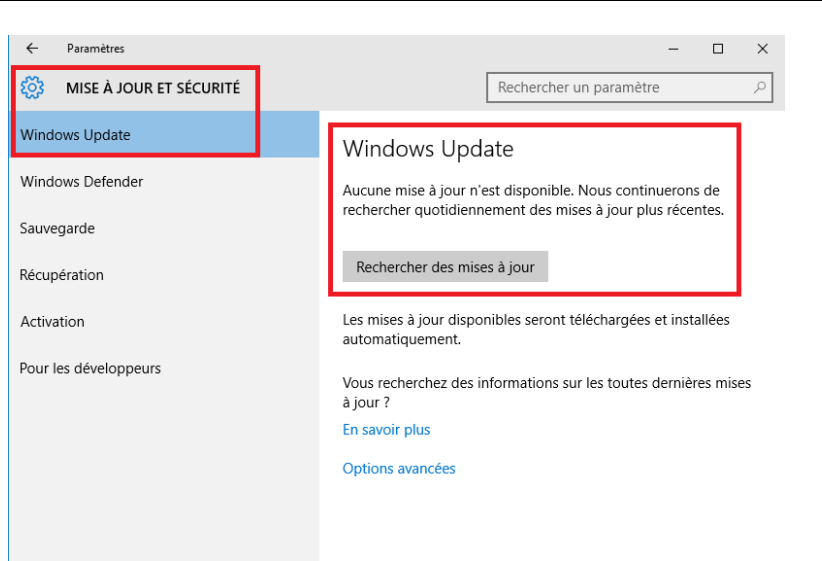 Paramètres
MISE À JOUR ET SÉCURITÉ
Rechercher un paramètre
Windows Update
Windows Defender
Sauvegarde
Récupération
Activation
Pour les développeurs
Windows Update
Aucune mise à jour n'est disponible. Nous continuerons de
rechercher quotidiennement des mises à jour plus récentes.
Rechercher des mises à jour
Les mises à jour disponibles seront téléchargées et installées
automatiquement.
Vous recherchez des informations sur les toutes dernières mises
à jour ?
En savoir plus
Options avancées